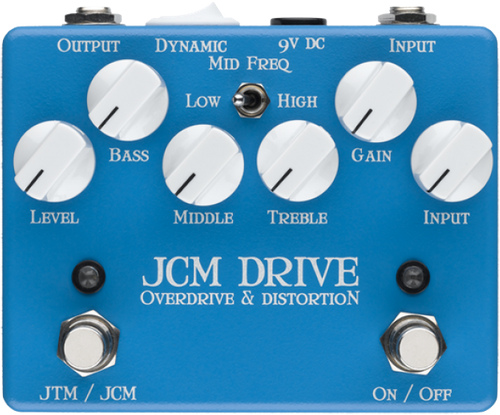 OUTPUT DYNAMIC 9V DC INPUT
MID FREQ
LOW HIGH
BASS GAIN
LEVEL MIDDLE TREBLE INPUT
JCM DRIVE
OVERDRIVE & DISTORTION
JTM / JCM ON / OFF